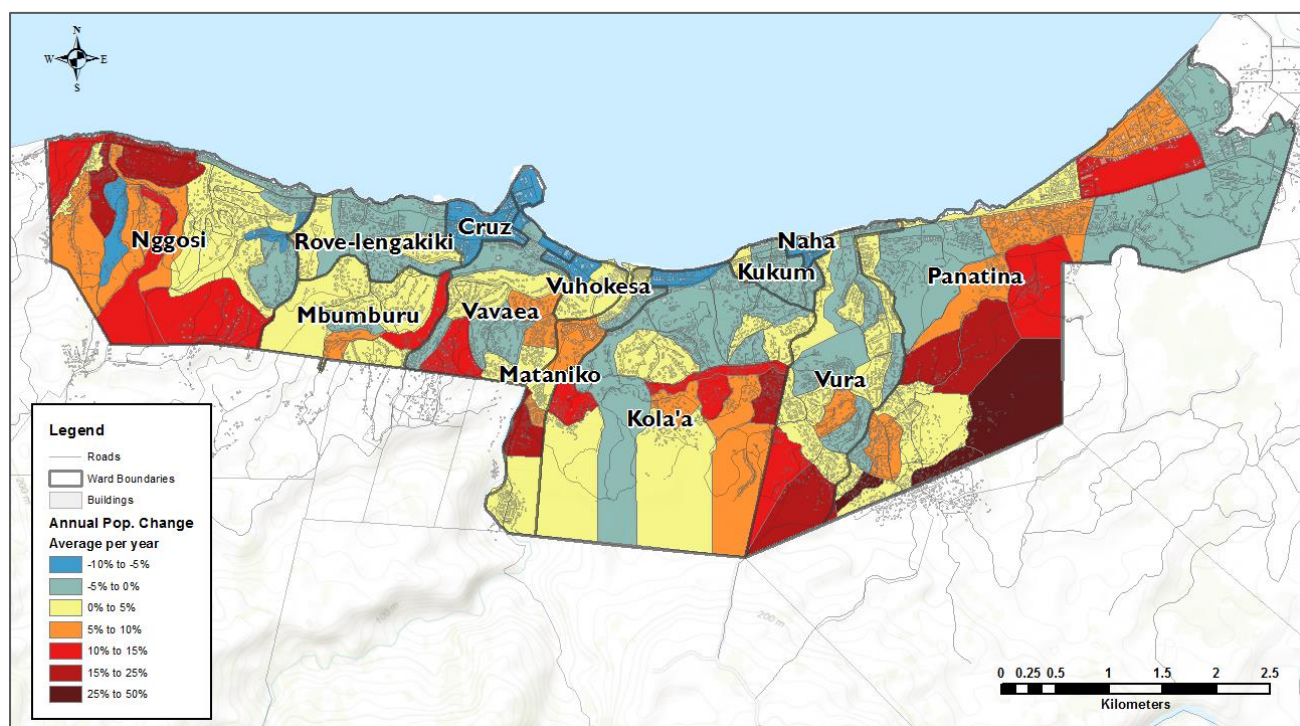 N
W E
S
Nggosi
Rove-lengakiki
Cruz
Naha
Kukum
Vuhokesa
Panatina
Mbumburu
Vavaea
Mataniko
Vura
Kola'a
Legend
Roads
Ward Boundaries
Buildings
Annual Pop. Change
Average per year
-10% to -5%
-5% to 0%
0% to 5%
5% to 10%
10% to 15%
15% to 25%
25% to 50%
100 m
200 m
0 0.25 0.5 1 1.5 2 2.5
Kilometers